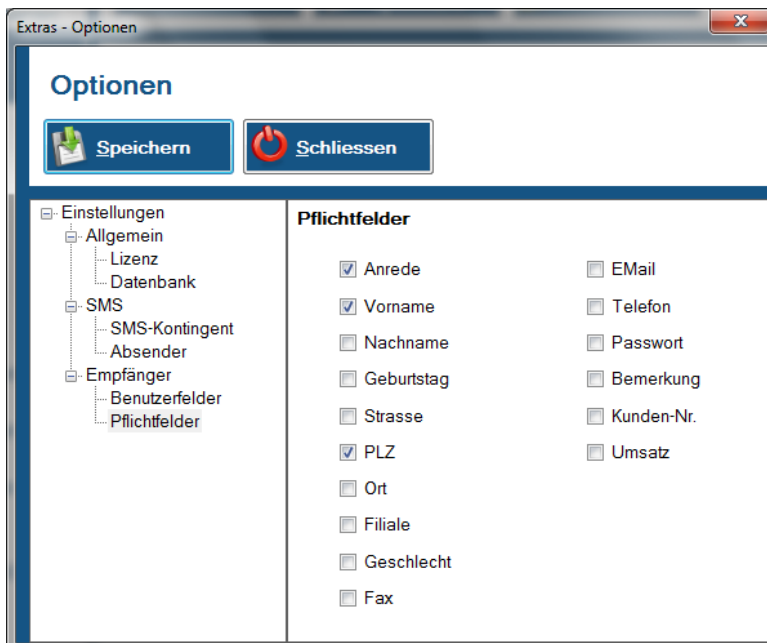 Extras - Optionen
Optionen
Speichern
Schliessen
Einstellungen
Allgemein
Lizenz
Datenbank
SMS
SMS-Kontingent
Absender
Empfänger
Benutzerfelder
Pflichtfelder
Pflichtfelder
Anrede
Vorname
Nachname
Geburtstag
Strasse
PLZ
Ort
Filiale
Geschlecht
Fax
EMail
Telefon
Passwort
Bemerkung
Kunden-Nr.
Umsatz